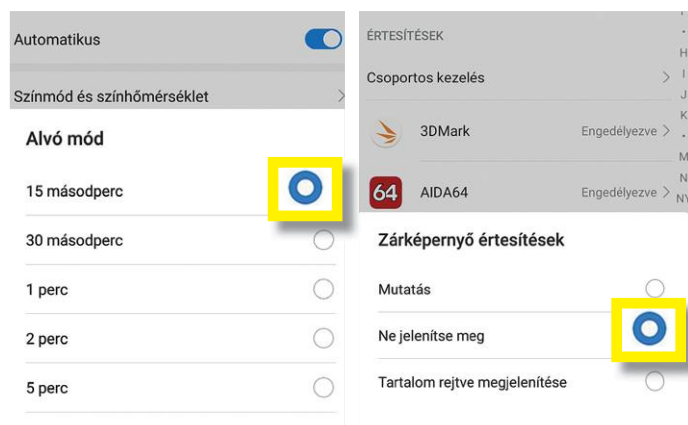 Automatikus
Színmód és színhőmérséklet
Alvó mód
15 másodperc
30 másodperc
1 perc
2 perc
5 perc
ÉRTESÍTÉSEK
Csoportos kezelés
3DMark Engedélyezve
64 AIDA64 Engedélyezve
H
I
J
K
M
N
NY
Zárképernyő értesítések
Mutatás
Ne jelenítse meg
Tartalom rejtve megjelenítése